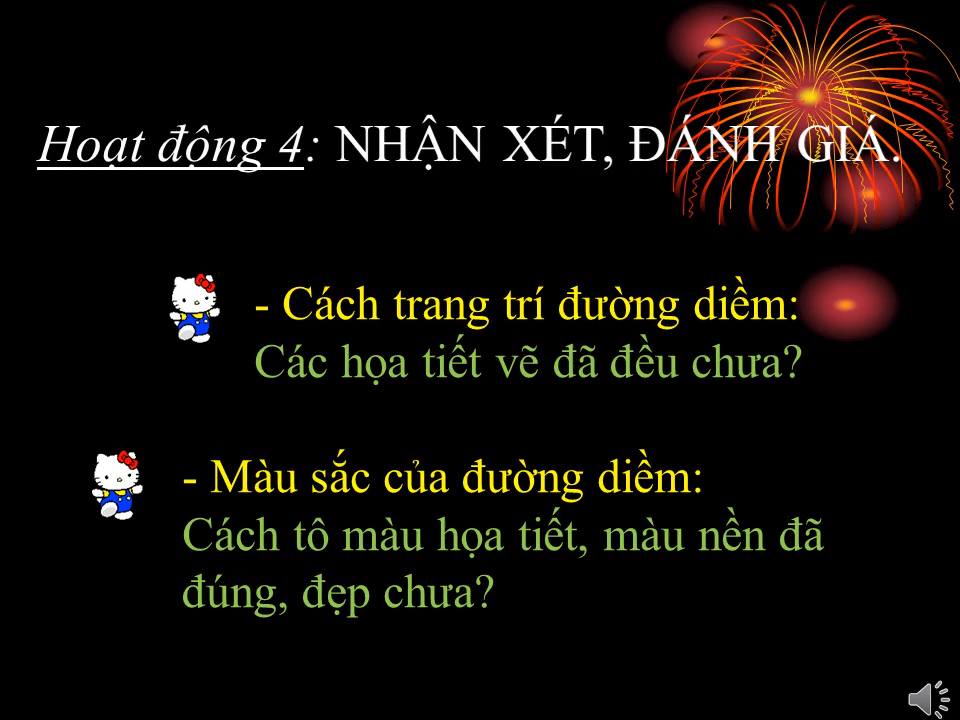 Hoạt động 4: NHẬN XÉT, ĐÁNH GIÁ.
- Cách trang trí đường diềm:
Các họa tiết vẽ đã đều chưa?
- Màu sắc của đường diềm:
Cách tô màu họa tiết, màu nền đã
đúng, đẹp chưa?